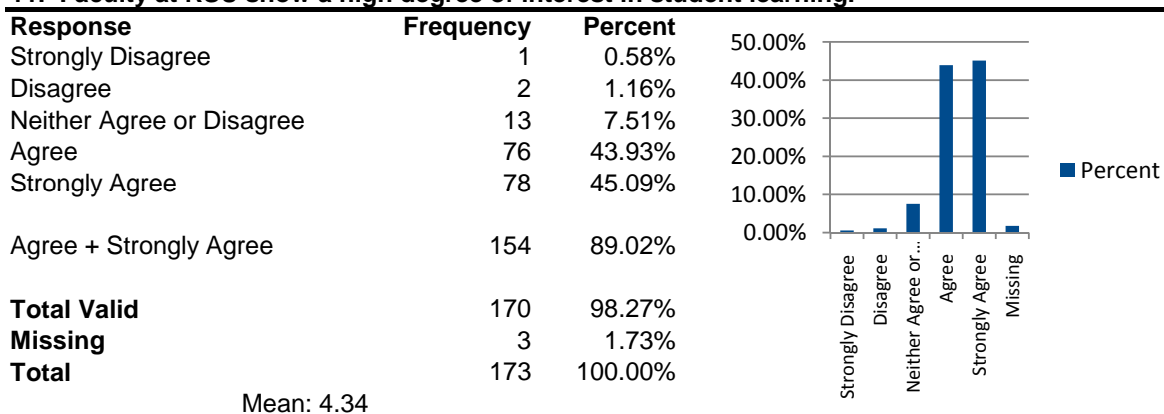 Response Frequency Percent
Strongly Disagree 1 0.58%
Disagree 2 1.16%
Neither Agree or Disagree 13 7.51%
Agree 76 43.93%
Strongly Agree 78 45.09%
Agree + Strongly Agree 154 89.02%
Total Valid 170 98.27%
Missing 3 1.73%
Total 173 100.00%
Mean: 4.34
50.00%
40.00%
30.00%
20.00%
10.00%
0.00%
Strongly Disagree
Disagree
Neither Agree or...
Agree
Strongly Agree
Missing
Percent